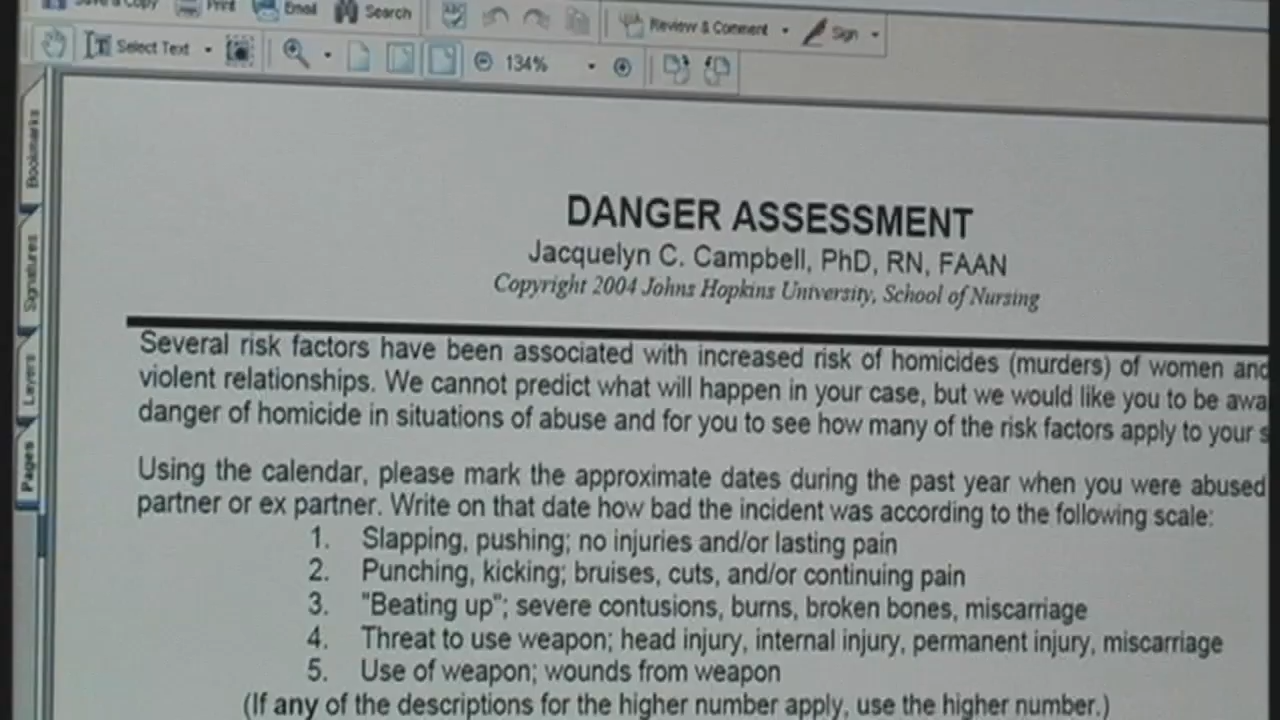 Save a Copy Print Email Search Review & Comment Sign
Select Text 134%
Bookmarks
Signatures
Layers
Pages
DANGER ASSESSMENT
Jacquelyn C. Campbell, PhD, RN, FAAN
Copyright 2004 Johns Hopkins University, School of Nursing
Several risk factors have been associated with increased risk of homicides (murders) of women and
violent relationships. We cannot predict what will happen in your case, but we would like you to be awa
danger of homicide in situations of abuse and for you to see how many of the risk factors apply to your s
Using the calendar, please mark the approximate dates during the past year when you were abused
partner or ex partner. Write on that date how bad the incident was according to the following scale:
1. Slapping, pushing; no injuries and/or lasting pain
2. Punching, kicking; bruises, cuts, and/or continuing pain
3. "Beating up"; severe contusions, burns, broken bones, miscarriage
4. Threat to use weapon; head injury, internal injury, permanent injury, miscarriage
5. Use of weapon; wounds from weapon
(If any of the descriptions for the higher number apply, use the higher number.)